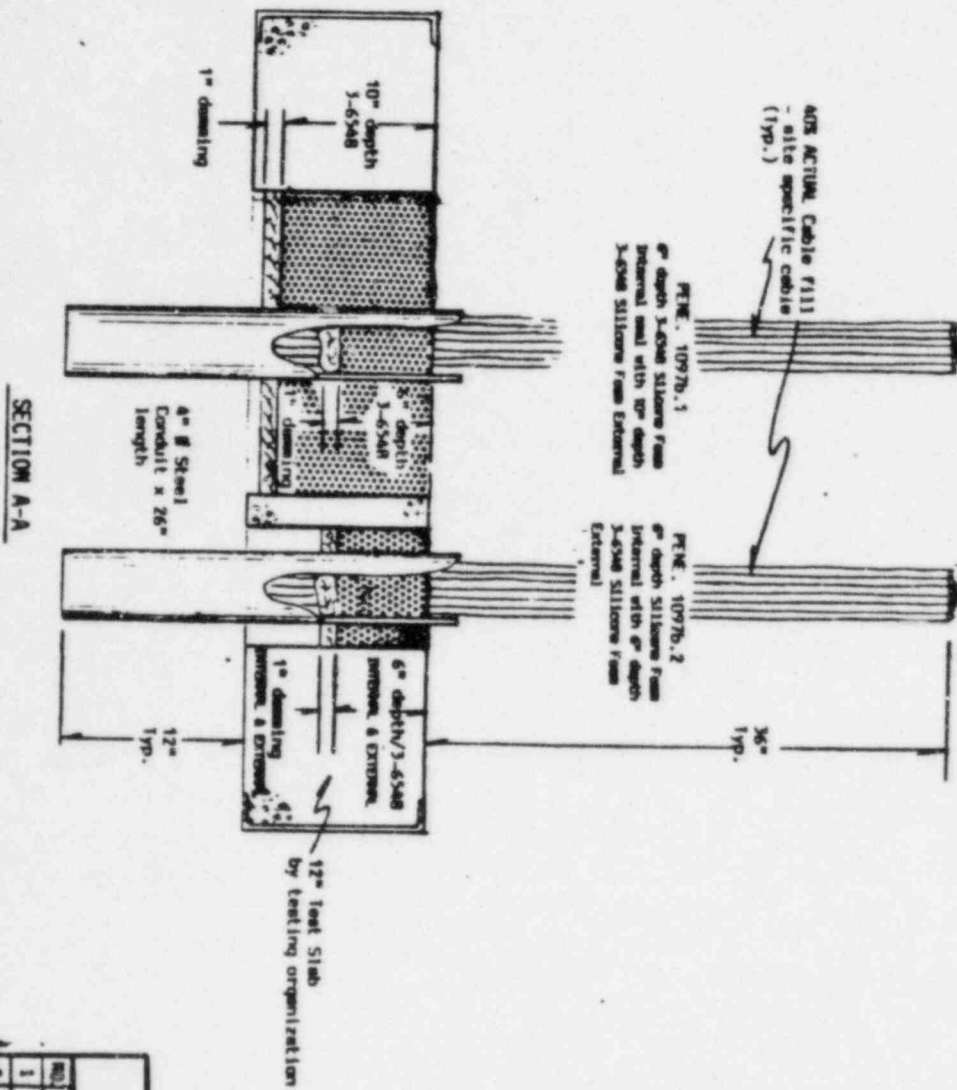 40% ACTUAL Cable fill
- site specific cable
(Typ.)
10" depth
3-6548
1" damming
PENE. 1097b.1
6" depth 3-6548 Silicone Foam
Internal seal with 10" depth
3-6548 Silicone Foam External
PENE. 1097b.2
6" depth Silicone Foam
Internal with 6" depth
3-6548 Silicone Foam
External
36"
Typ.
6" depth
3-6548
1" damming
6" depth/3-6548
INTERNAL & EXTERNAL
1" damming
INTERNAL & EXTERNAL
12" Test Slab
by testing organization
4" Ø Steel
Conduit x 26"
length
12"
Typ.
SECTION A-A
1